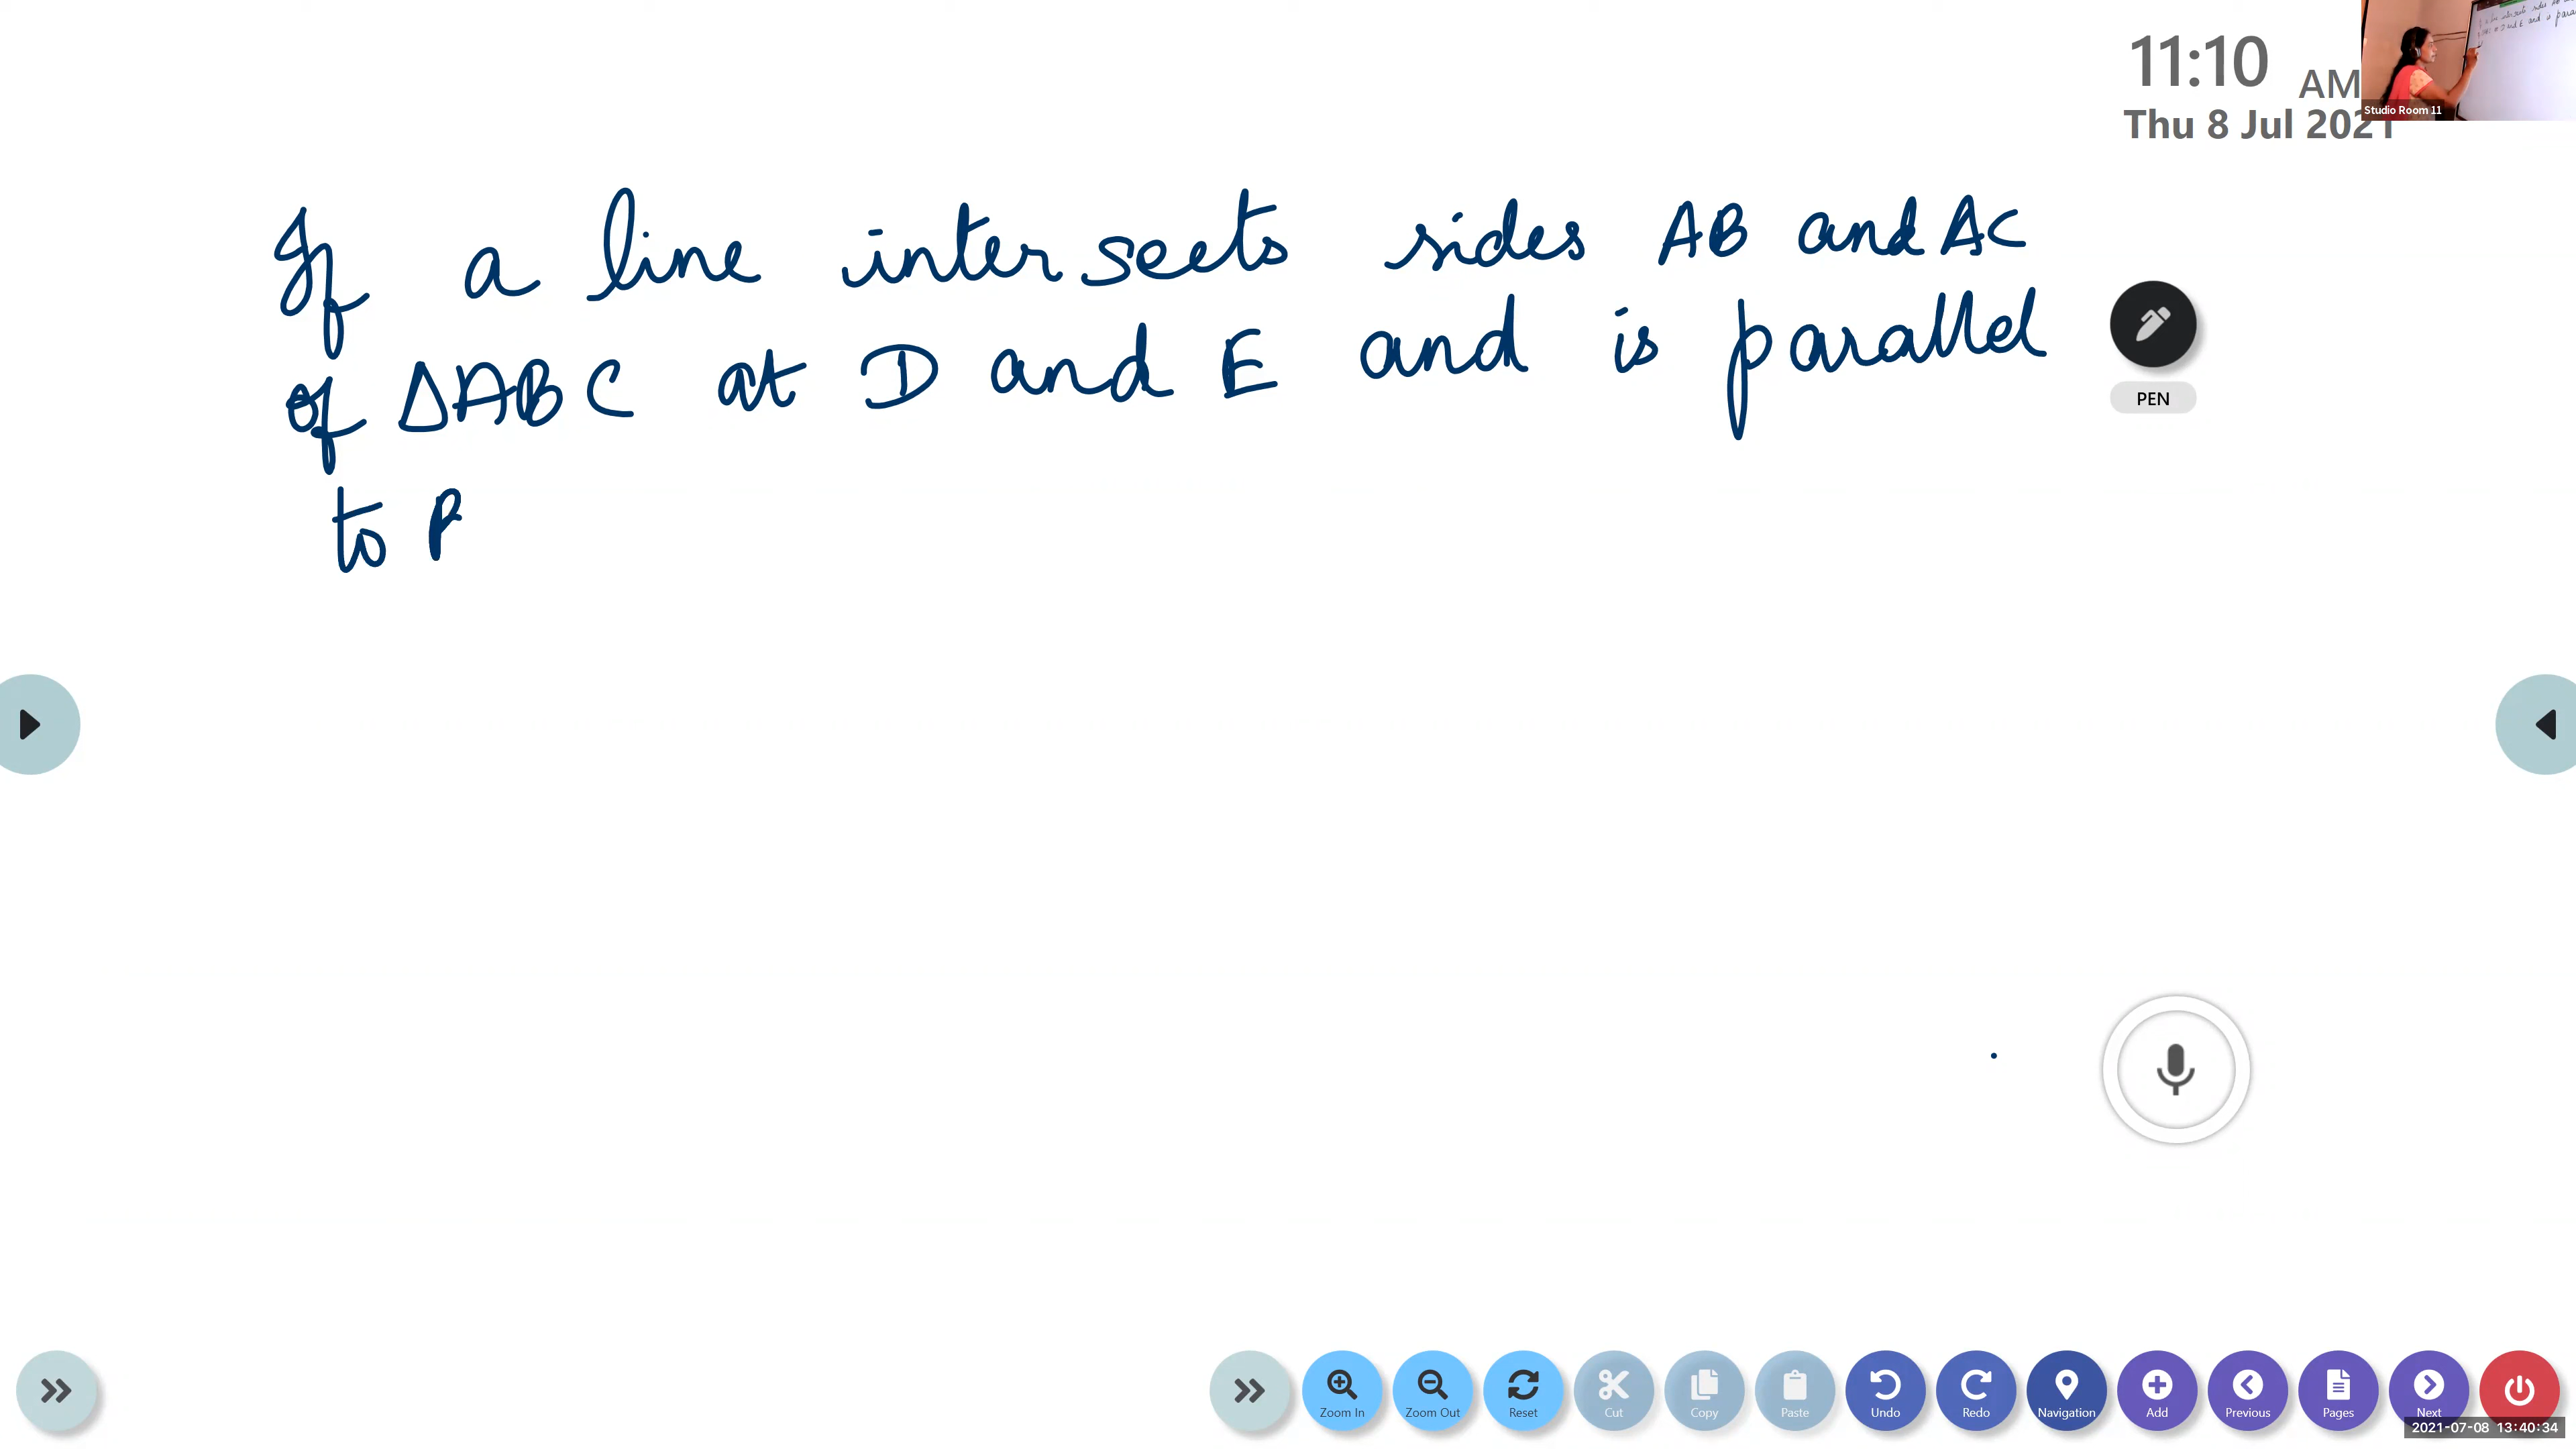 11:10 AM
Thu 8 Jul 2021
Studio Room 11
If a line intersects sides AB and AC
of ΔABC at D and E and is parallel
to
PEN
Zoom In
Zoom Out
Reset
Cut
Copy
Paste
Undo
Redo
Navigation
Add
Previous
Pages
Next
2021-07-08 13:40:34